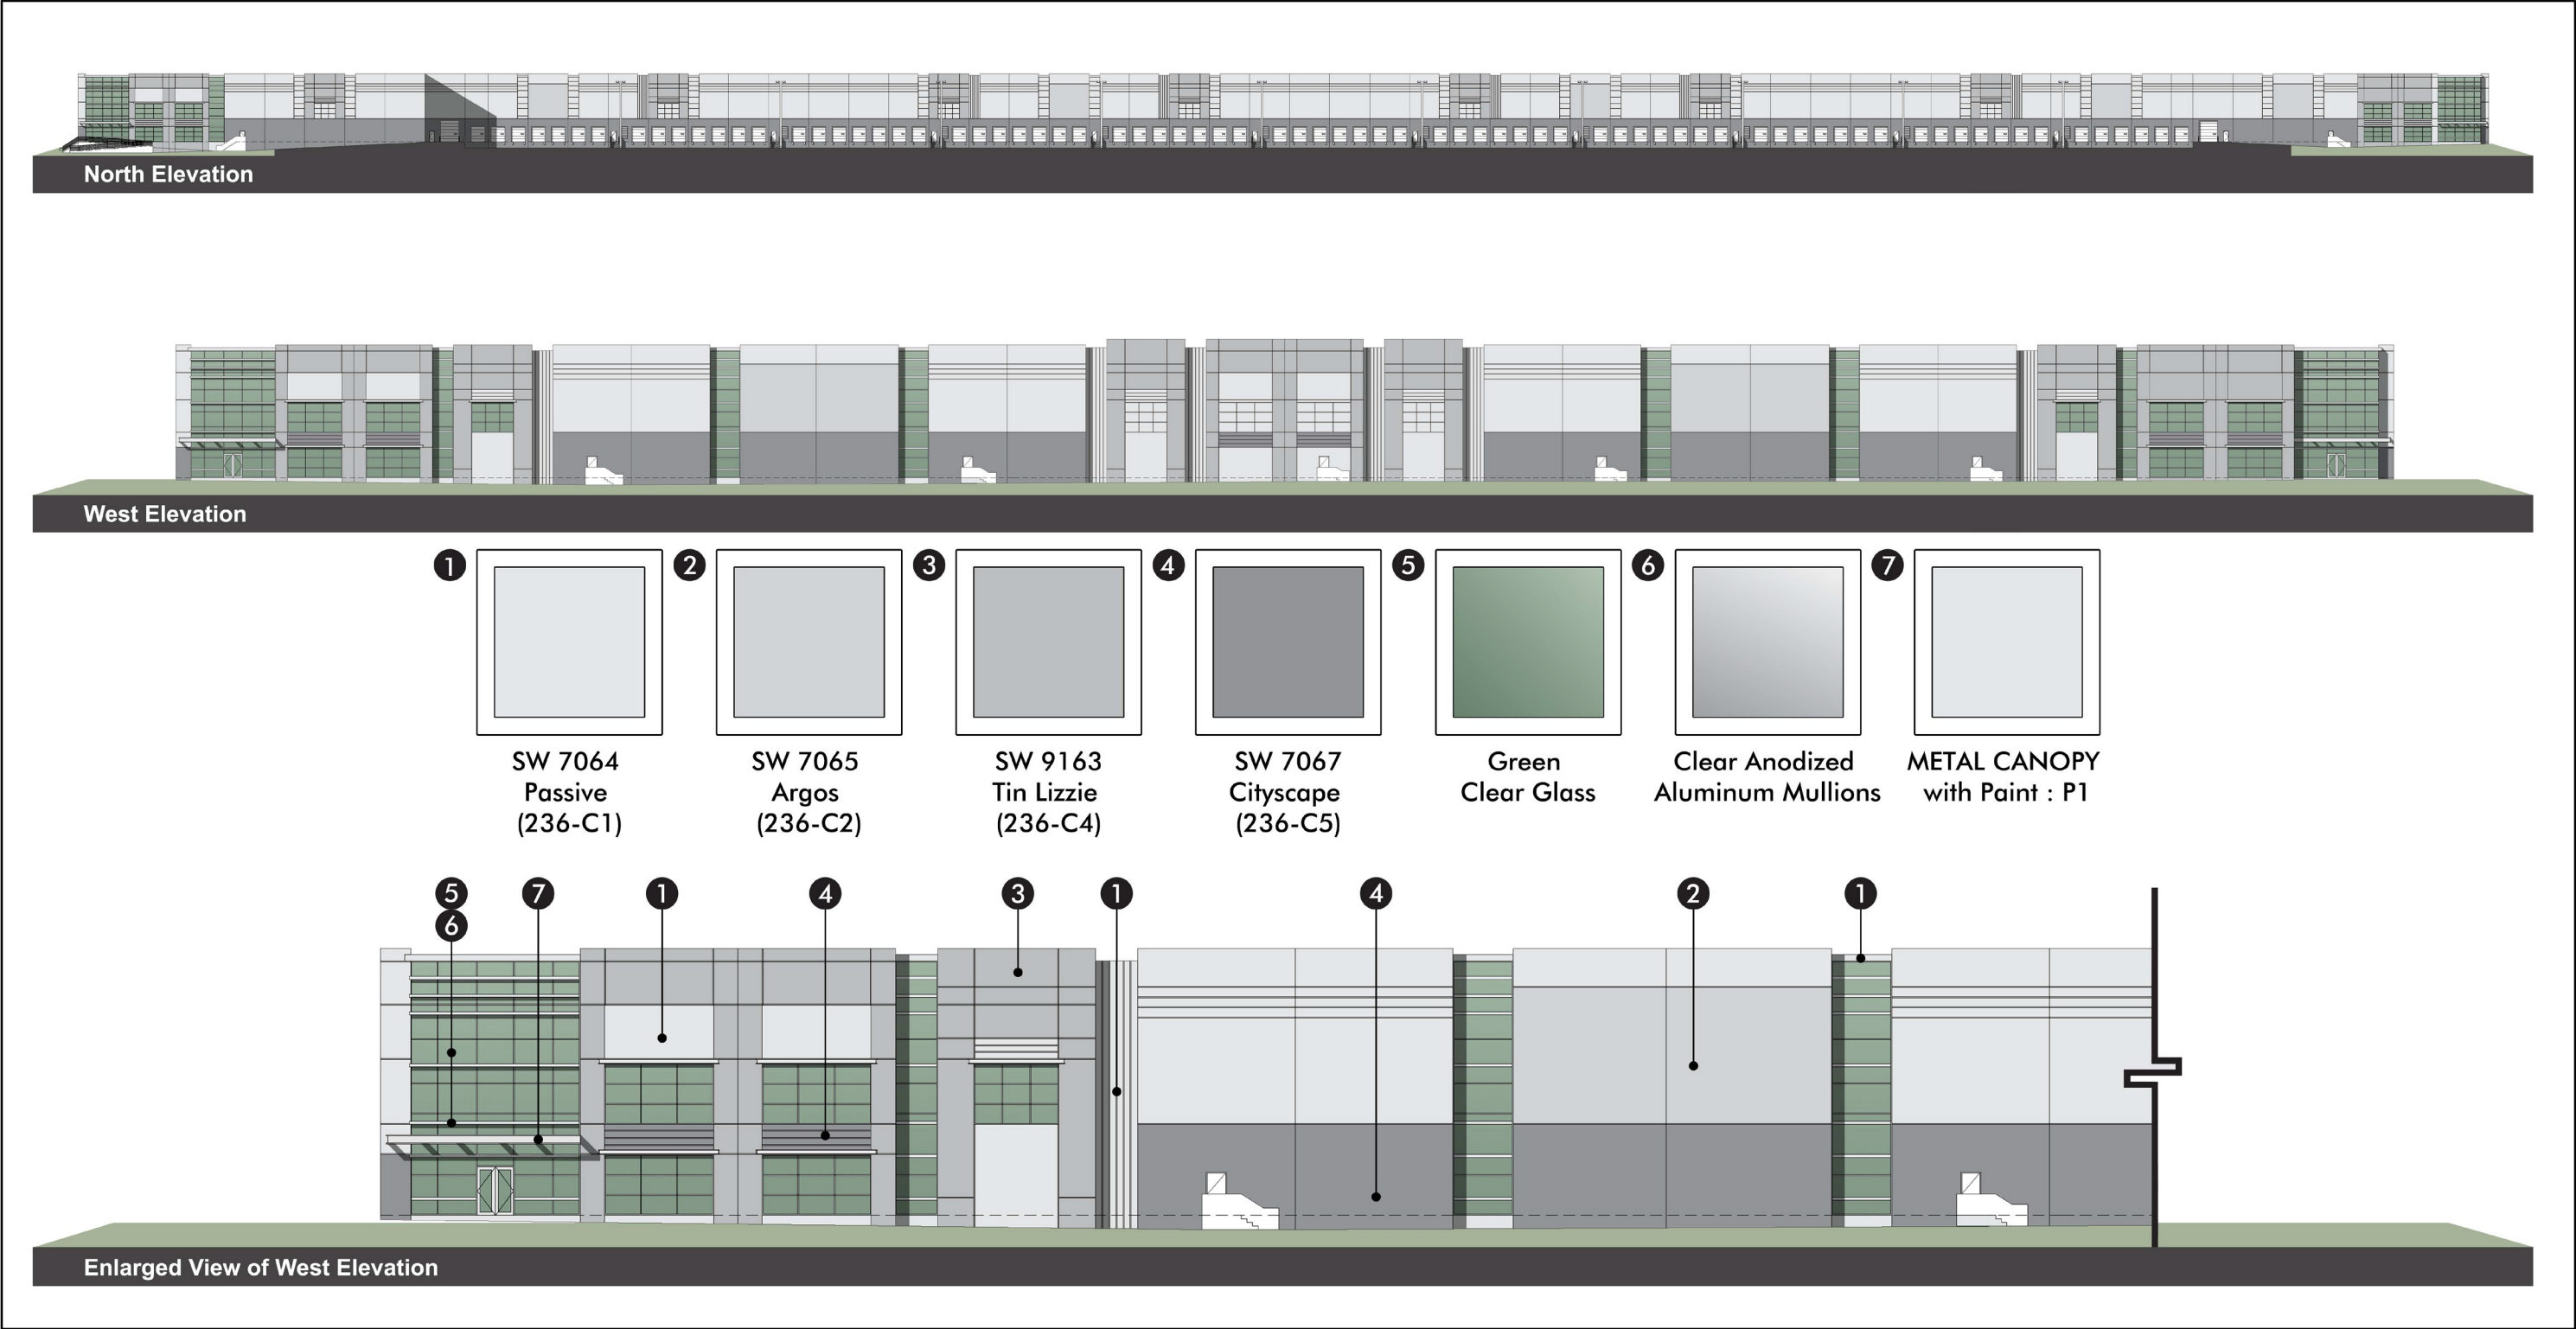 North Elevation
West Elevation
1 2 3 4 5 6 7
SW 7064
Passive
(236-C1)
SW 7065
Argos
(236-C2)
SW 9163
Tin Lizzie
(236-C4)
SW 7067
Cityscape
(236-C5)
Green
Clear Glass
Clear Anodized
Aluminum Mullions
METAL CANOPY
with Paint : P1
5 7 1 4 3 1 4 2 1
6
Enlarged View of West Elevation